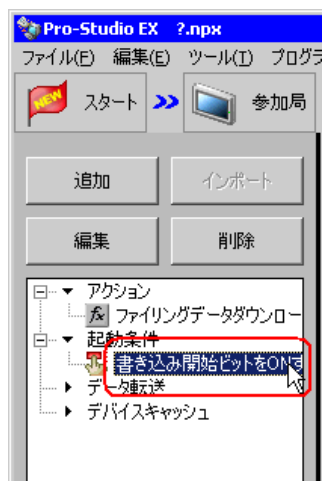 Pro-Studio EX ?.npx
ファイル(F) 編集(E) ツール(T) プログラ
NEW スタート 参加局
追加 インポート
編集 削除
アクション
fx ファイリングデータダウンロー
起動条件
書き込み開始ビットをONす
データ転送
デバイスキャッシュ